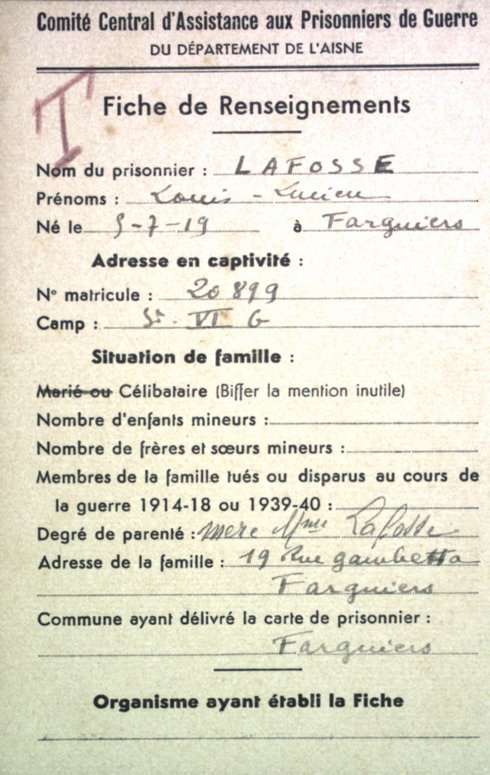 Comité Central d'Assistance aux Prisonniers de Guerre
DU DÉPARTEMENT DE L'AISNE
T
Fiche de Renseignements
Nom du prisonnier : LAFOSSE
Prénoms : Louis - Lucien
Né le 5-7-19 à Farguiers
Adresse en captivité :
N° matricule : 20899
Camp : St. VI G
Situation de famille :
Marié ou Célibataire (Biffer la mention inutile)
Nombre d'enfants mineurs :
Nombre de frères et sœurs mineurs :
Membres de la famille tués ou disparus au cours de
la guerre 1914-18 ou 1939-40 :
Degré de parenté : mere Mme Lafosse
Adresse de la famille : 19 Rue gambetta
Farguiers
Commune ayant délivré la carte de prisonnier :
Farguiers
Organisme ayant établi la Fiche